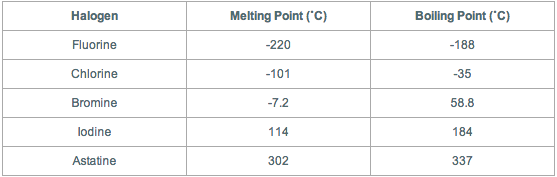 Halogen Melting Point (˚C) Boiling Point (˚C)
Fluorine -220 -188
Chlorine -101 -35
Bromine -7.2 58.8
Iodine 114 184
Astatine 302 337